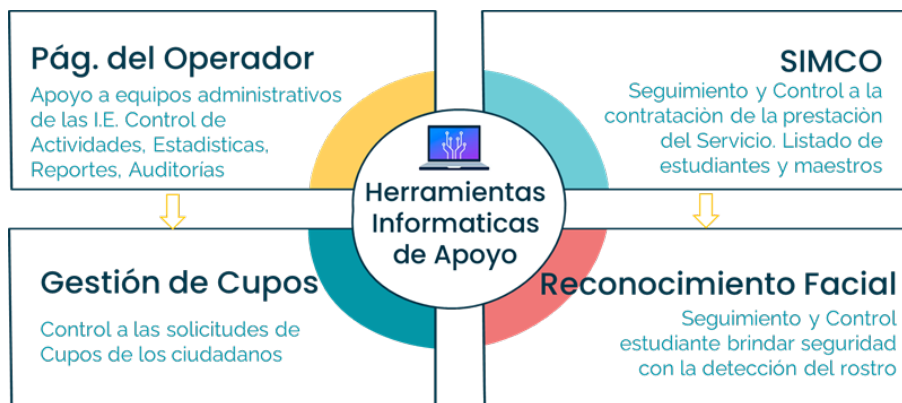 Pág. del Operador
Apoyo a equipos administrativos
de las I.E. Control de
Actividades, Estadisticas,
Reportes, Auditorías
SIMCO
Seguimiento y Control a la
contratación de la prestaciòn
del Servicio. Listado de
estudiantes y maestros
Herramientas
Informaticas
de Apoyo
Gestión de Cupos
Control a las solicitudes de
Cupos de los ciudadanos
Reconocimiento Facial
Seguimiento y Control
estudiante brindar seguridad
con la detección del rostro